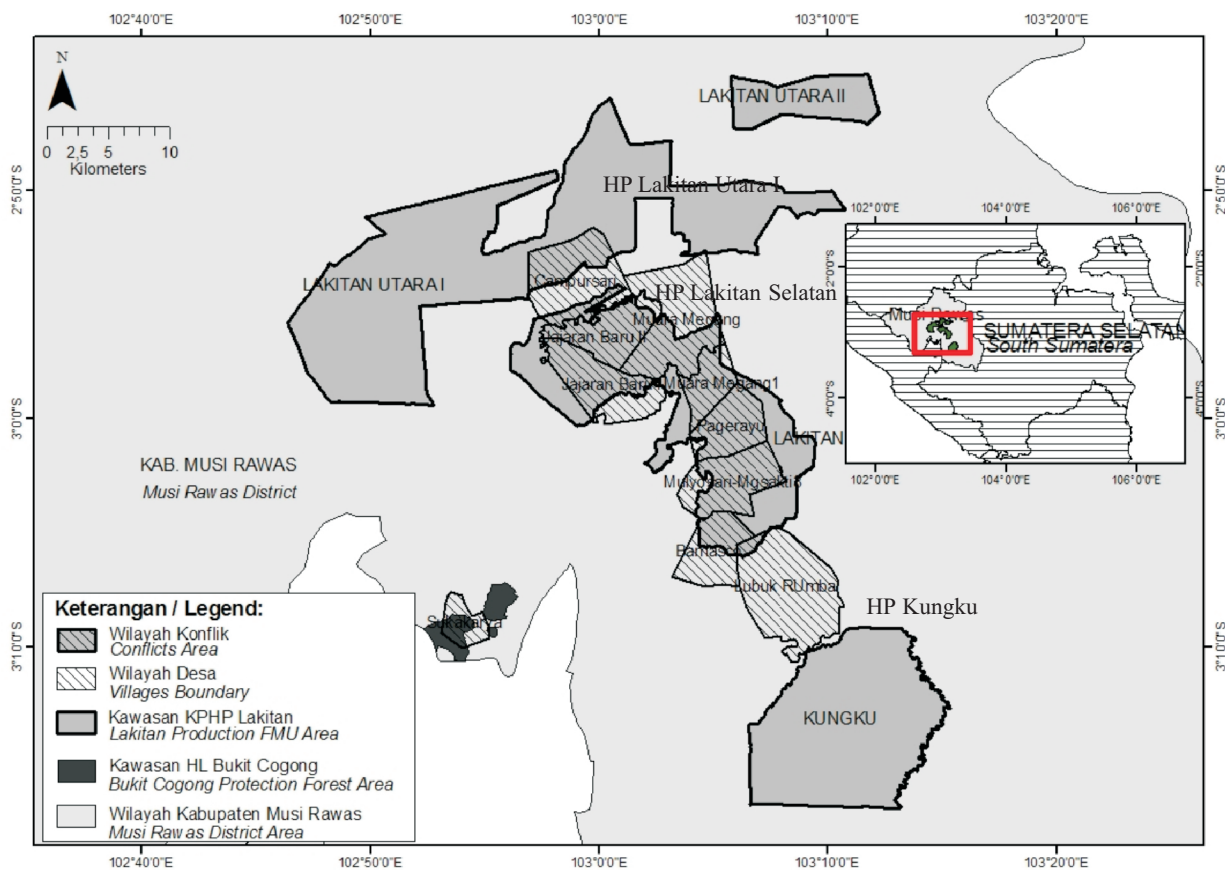 102°40'0"E 102°50'0"E 103°0'0"E 103°10'0"E 103°20'0"E
N
0 2,5 5 10
Kilometers
LAKITAN UTARA II
HP Lakitan Utara I
2°50'0"S
2°50'0"S
LAKITAN UTARA I
Campursari
HP Lakitan Selatan
Muara Megang
Jajaran Baru II
Jajaran Baru
Muara Megang1
Pagerayu
LAKITAN
Mulyosari-Mgsakti3
3°0'0"S
3°0'0"S
102°0'0"E 104°0'0"E 106°0'0"E
2°0'0"S
2°0'0"S
Musi Rawas
SUMATERA SELATAN
South Sumatera
4°0'0"S
4°0'0"S
102°0'0"E 104°0'0"E 106°0'0"E
KAB. MUSI RAWAS
Musi Rawas District
Bamasco
Lubuk RUmba
HP Kungku
Sukakarya
KUNGKU
3°10'0"S
3°10'0"S
Keterangan / Legend:
Wilayah Konflik
Conflicts Area
Wilayah Desa
Villages Boundary
Kawasan KPHP Lakitan
Lakitan Production FMU Area
Kawasan HL Bukit Cogong
Bukit Cogong Protection Forest Area
Wilayah Kabupaten Musi Rawas
Musi Rawas District Area
102°40'0"E 102°50'0"E 103°0'0"E 103°10'0"E 103°20'0"E